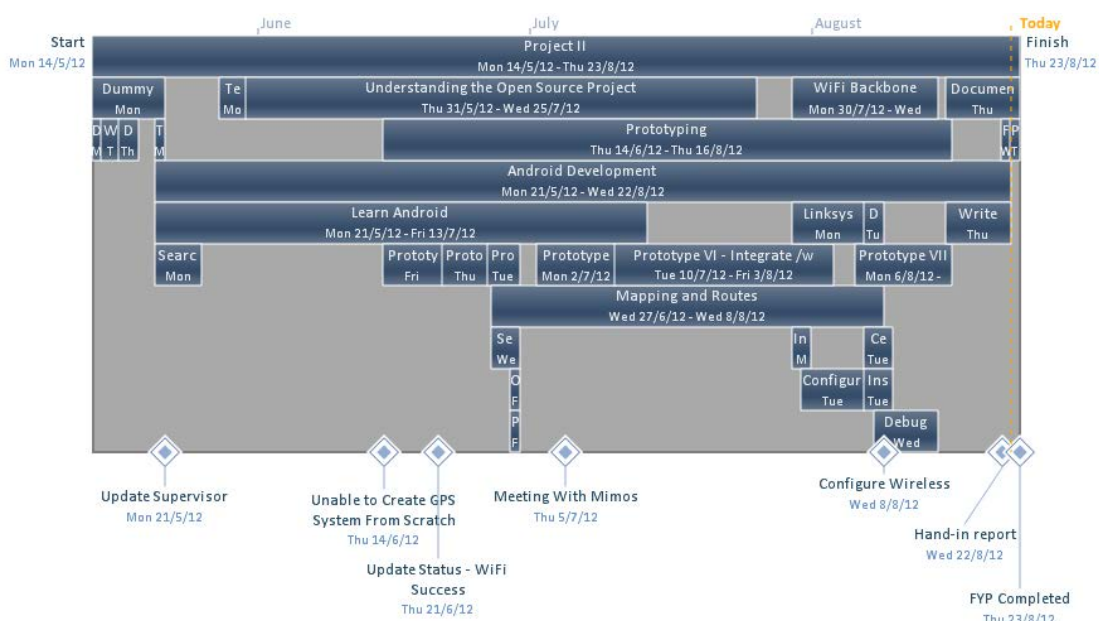 June
July
August
Today
Start
Mon 14/5/12
Project II
Mon 14/5/12 - Thu 23/8/12
Finish
Thu 23/8/12
Dummy
Mon
Te
Mo
Understanding the Open Source Project
Thu 31/5/12 - Wed 25/7/12
WiFi Backbone
Mon 30/7/12 - Wed
Documen
Thu
D
M
W
T
D
Th
T
M
Prototyping
Thu 14/6/12 - Thu 16/8/12
F
W
P
T
Android Development
Mon 21/5/12 - Wed 22/8/12
Learn Android
Mon 21/5/12 - Fri 13/7/12
Linksys
Mon
D
Tu
Write
Thu
Searc
Mon
Prototy
Fri
Proto
Thu
Pro
Tue
Prototype
Mon 2/7/12
Prototype VI - Integrate /w
Tue 10/7/12 - Fri 3/8/12
Prototype VII
Mon 6/8/12 -
Mapping and Routes
Wed 27/6/12 - Wed 8/8/12
Se
We
In
M
Ce
Tue
O
F
Configur
Tue
Ins
Tue
P
F
Debug
Wed
Update Supervisor
Mon 21/5/12
Unable to Create GPS
System From Scratch
Thu 14/6/12
Update Status - WiFi
Success
Thu 21/6/12
Meeting With Mimos
Thu 5/7/12
Configure Wireless
Wed 8/8/12
Hand-in report
Wed 22/8/12
FYP Completed
Thu 23/8/12